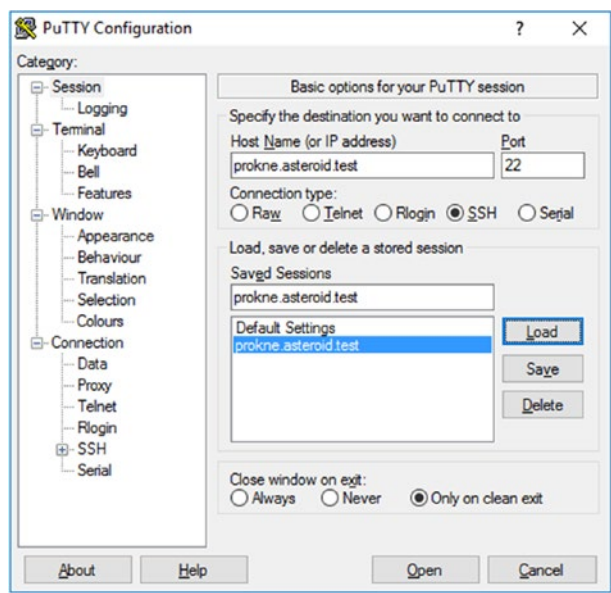 PuTTY Configuration ? ×
Category:
Session
Logging
Terminal
Keyboard
Bell
Features
Window
Appearance
Behaviour
Translation
Selection
Colours
Connection
Data
Proxy
Telnet
Rlogin
SSH
Serial
Basic options for your PuTTY session
Specify the destination you want to connect to
Host Name (or IP address) Port
prokne.asteroid.test 22
Connection type:
Raw Telnet Rlogin SSH Serial
Load, save or delete a stored session
Saved Sessions
prokne.asteroid.test
Default Settings
prokne.asteroid.test
Load
Save
Delete
Close window on exit:
Always Never Only on clean exit
About Help Open Cancel